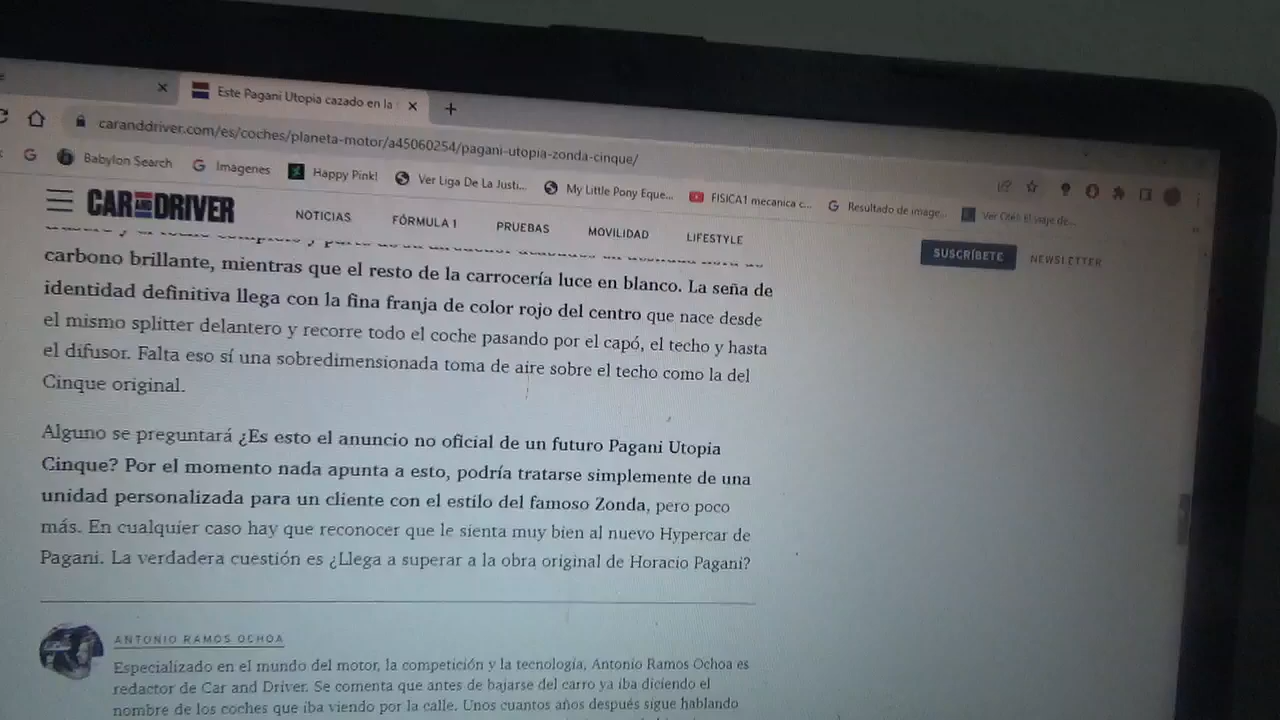 Este Pagani Utopia cazado en la
caranddriver.com/es/coches/planeta-motor/a45060254/pagani-utopia-zonda-cinque/
Babylon Search Imagenes Happy Pinkl Ver Liga De La Justi... My Little Pony Eque... FISICA1 mecanica c... Resultado de image...
CAR AND DRIVER NOTICIAS FÓRMULA 1 PRUEBAS MOVILIDAD LIFESTYLE SUSCRÍBETE NEWSLETTER
carbono brillante, mientras que el resto de la carrocería luce en blanco. La seña de
identidad definitiva llega con la fina franja de color rojo del centro que nace desde
el mismo splitter delantero y recorre todo el coche pasando por el capó, el techo y hasta
el difusor. Falta eso sí una sobredimensionada toma de aire sobre el techo como la del
Cinque original.
Alguno se preguntará ¿Es esto el anuncio no oficial de un futuro Pagani Utopia
Cinque? Por el momento nada apunta a esto, podría tratarse simplemente de una
unidad personalizada para un cliente con el estilo del famoso Zonda, pero poco
más. En cualquier caso hay que reconocer que le sienta muy bien al nuevo Hypercar de
Pagani. La verdadera cuestión es ¿Llega a superar a la obra original de Horacio Pagani?
ANTONIO RAMOS OCHOA
Especializado en el mundo del motor, la competición y la tecnología, Antonio Ramos Ochoa es
redactor de Car and Driver. Se comenta que antes de bajarse del carro ya iba diciendo el
nombre de los coches que iba viendo por la calle. Unos cuantos años después sigue hablando